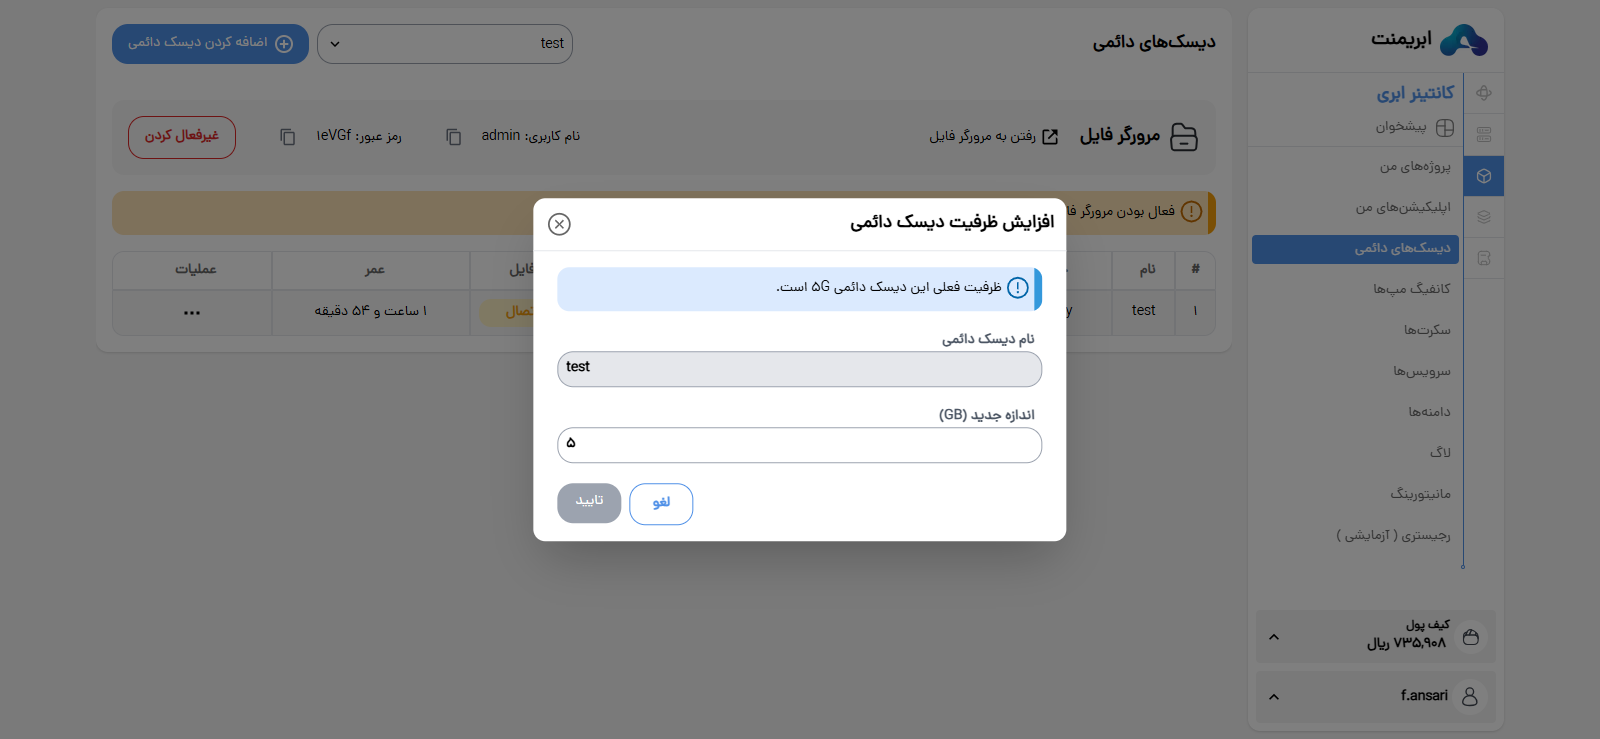 ابریمنت
کانتینر ابری
پیشخوان
پروژه‌های من
اپلیکیشن‌های من
دیسک‌های دائمی
کانفیگ مپ‌ها
سکرت‌ها
سرویس‌ها
دامنه‌ها
لاگ
مانیتورینگ
رجیستری ( آزمایشی )
کیف پول
۷۳۵,۹۰۸ ریال
f.ansari
دیسک‌های دائمی
test
اضافه کردن دیسک دائمی
مرورگر فایل
رفتن به مرورگر فایل
نام کاربری: admin
رمز عبور: 1eVGf
غیرفعال کردن
فعال بودن مرورگر فا
# نام فایل عمر عملیات
۱ test y تصال ۱ ساعت و ۵۴ دقیقه
افزایش ظرفیت دیسک دائمی
ظرفیت فعلی این دیسک دائمی ۵G است.
نام دیسک دائمی
test
اندازه جدید (GB)
۵
لغو
تایید